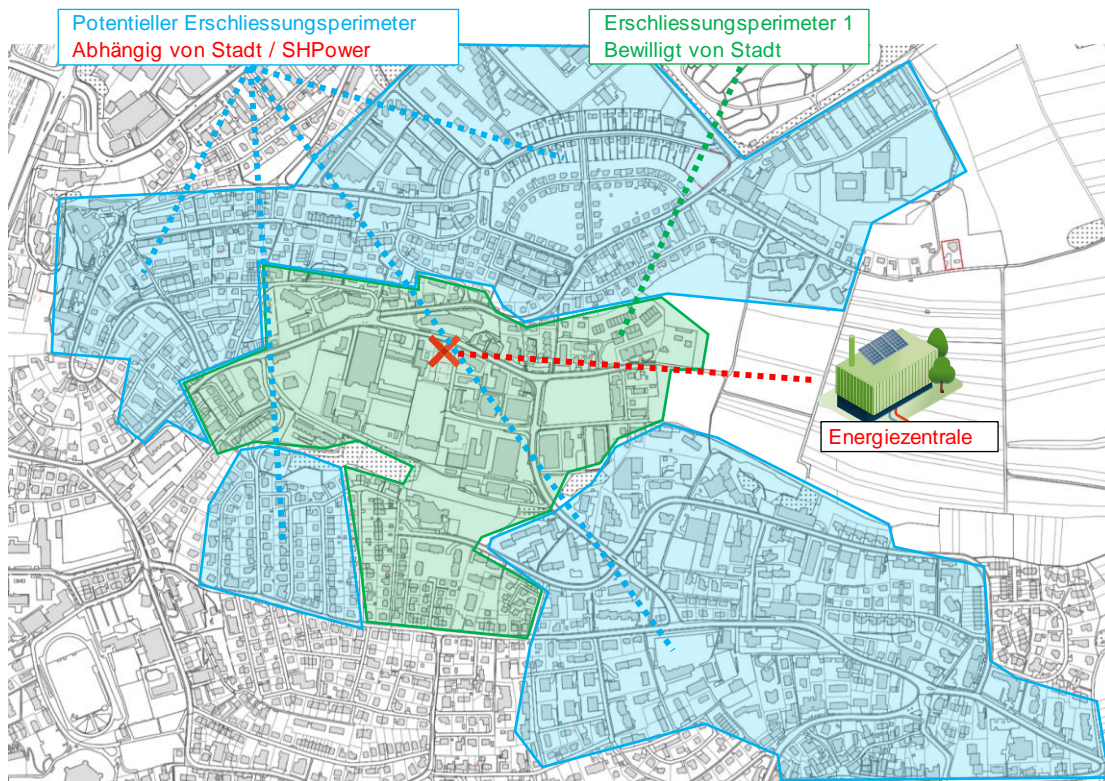 Potentieller Erschliessungsperimeter
Abhängig von Stadt / SHPower
Erschliessungsperimeter 1
Bewilligt von Stadt
Energiezentrale